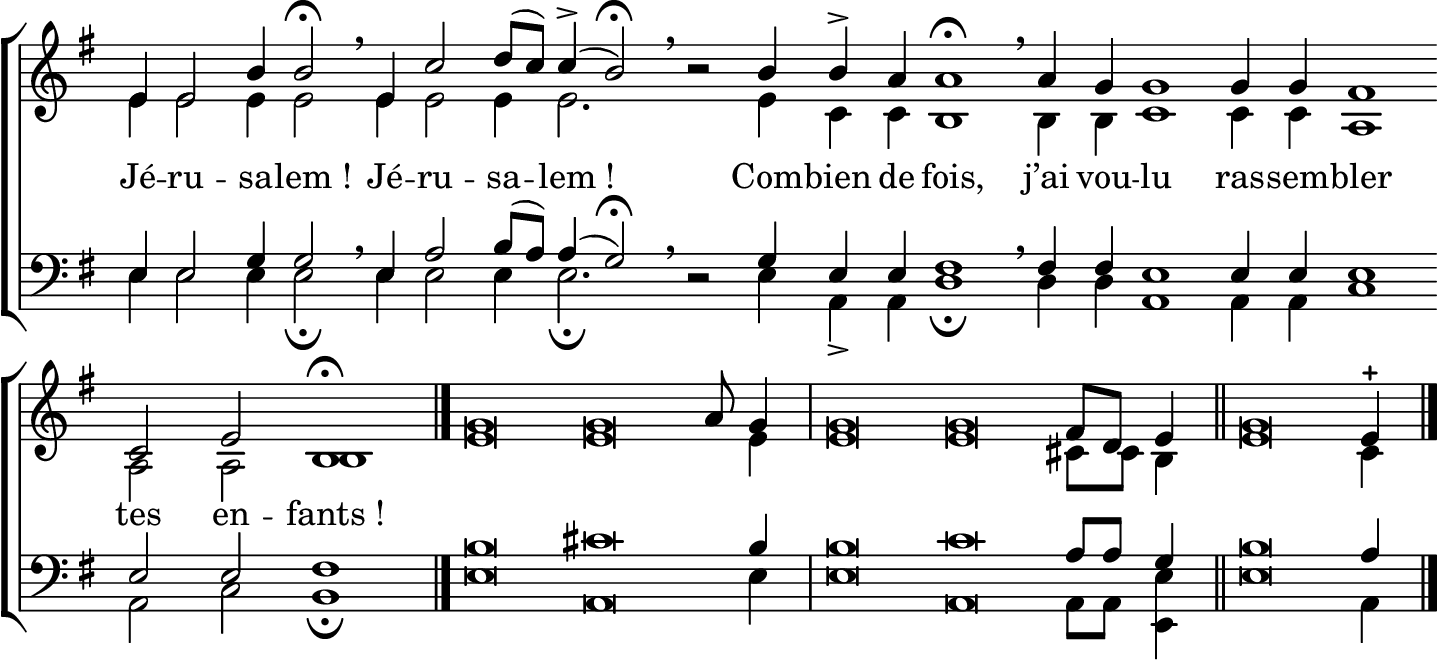 Jé -- ru - salem ! Jé -- ru - sa -- lem ! Combien de fois, j’ai vou -- lu rassembler
tes en - fants !